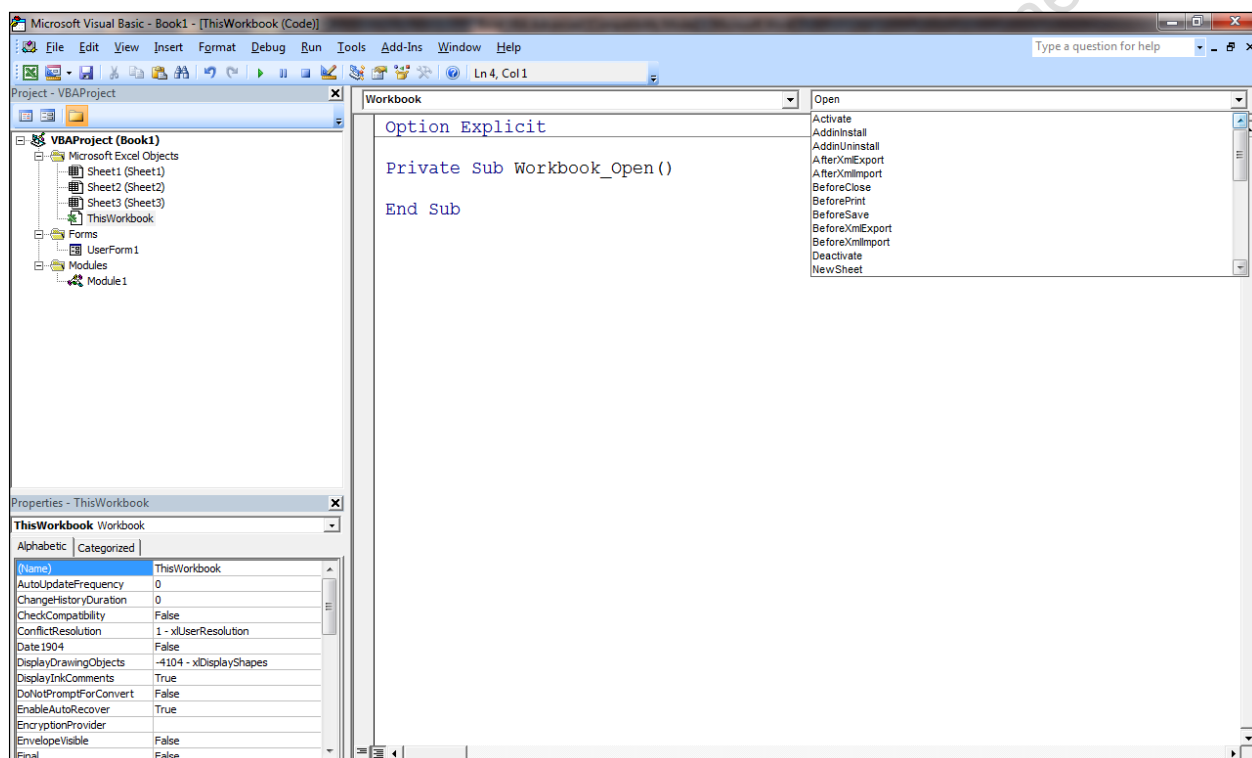 Microsoft Visual Basic - Book1 - [ThisWorkbook (Code)]
File Edit View Insert Format Debug Run Tools Add-Ins Window Help
Type a question for help
Ln 4, Col 1
Project - VBAProject
VBAProject (Book1)
Microsoft Excel Objects
Sheet1 (Sheet1)
Sheet2 (Sheet2)
Sheet3 (Sheet3)
ThisWorkbook
Forms
UserForm1
Modules
Module1
Properties - ThisWorkbook
ThisWorkbook Workbook
Alphabetic Categorized
(Name) ThisWorkbook
AutoUpdateFrequency 0
ChangeHistoryDuration 0
CheckCompatibility False
ConflictResolution 1 - xlUserResolution
Date1904 False
DisplayDrawingObjects -4104 - xlDisplayShapes
DisplayInkComments True
DoNotPromptForConvert False
EnableAutoRecover True
EncryptionProvider
EnvelopeVisible False
Final False
Workbook
Open
Option Explicit
Private Sub Workbook_Open()
End Sub
Activate
AddinInstall
AddinUninstall
AfterXmlExport
AfterXmlImport
BeforeClose
BeforePrint
BeforeSave
BeforeXmlExport
BeforeXmlImport
Deactivate
NewSheet